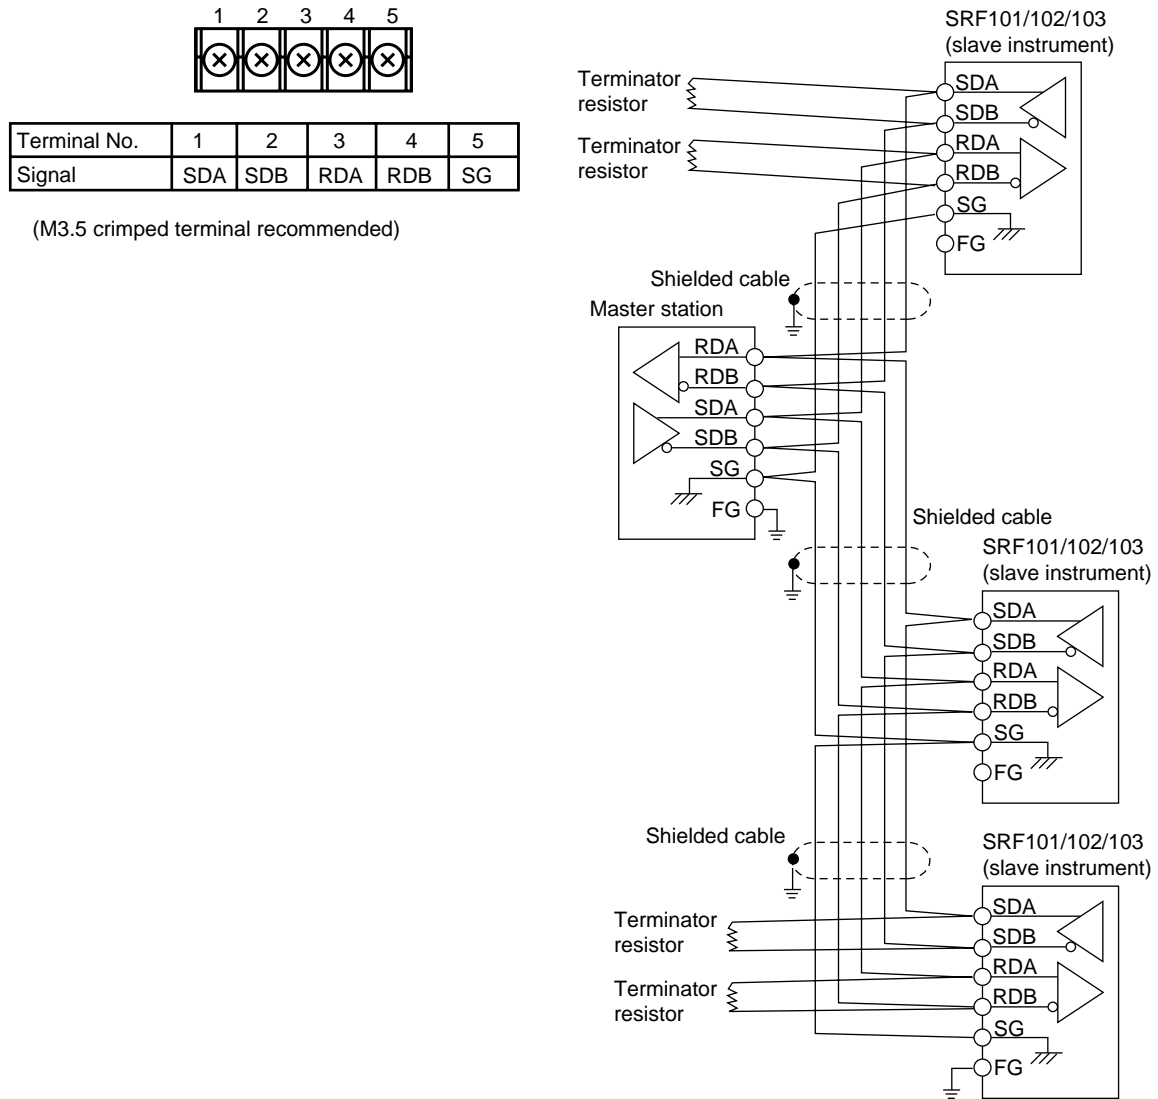 1 2 3 4 5
Terminal No. 1 2 3 4 5
Signal SDA SDB RDA RDB SG
(M3.5 crimped terminal recommended)
SRF101/102/103
(slave instrument)
Terminator
resistor
Terminator
resistor
SDA
SDB
RDA
RDB
SG
FG
Shielded cable
Master station
RDA
RDB
SDA
SDB
SG
FG
Shielded cable
SRF101/102/103
(slave instrument)
SDA
SDB
RDA
RDB
SG
FG
Shielded cable
SRF101/102/103
(slave instrument)
Terminator
resistor
Terminator
resistor
SDA
SDB
RDA
RDB
SG
FG